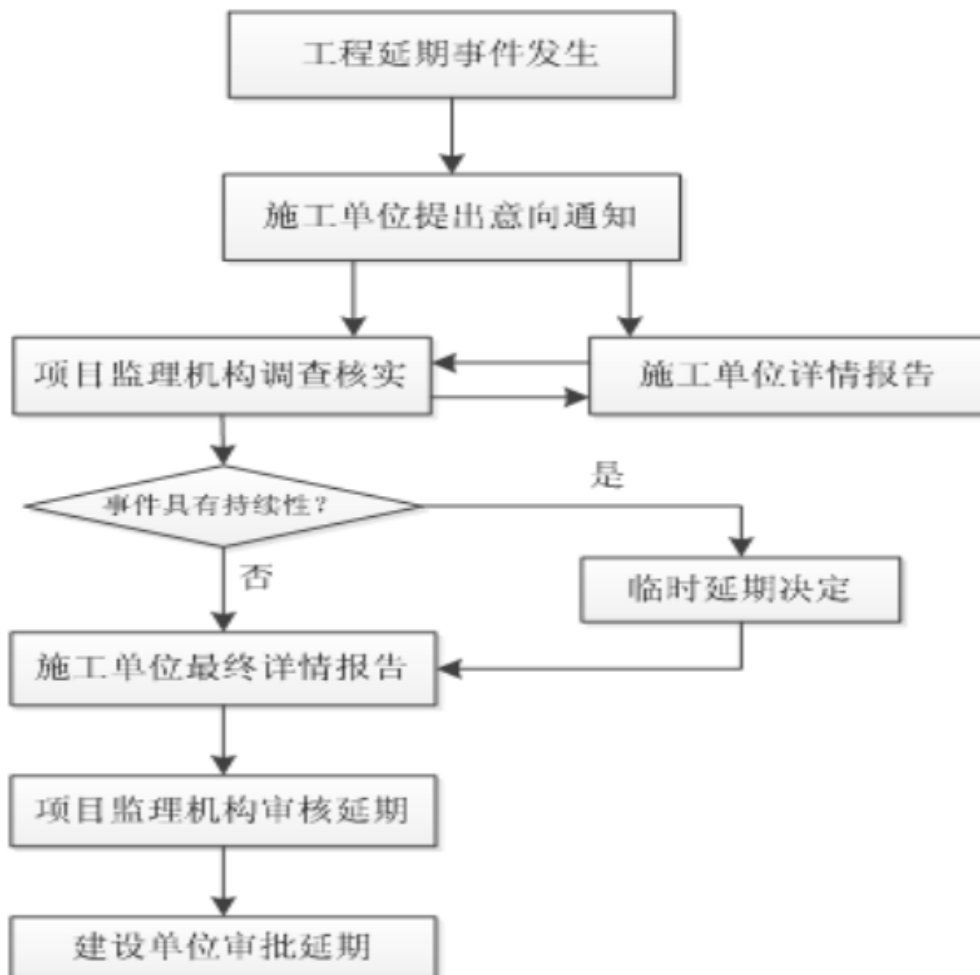 工程延期事件发生
施工单位提出意向通知
项目监理机构调查核实
施工单位详情报告
事件具有持续性?
是
否
临时延期决定
施工单位最终详情报告
项目监理机构审核延期
建设单位审批延期